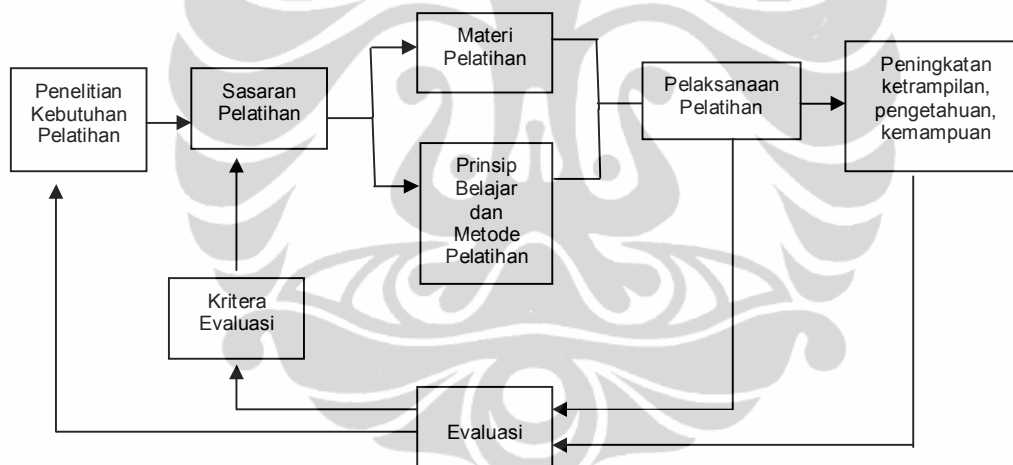 Penelitian
Kebutuhan
Pelatihan
Sasaran
Pelatihan
Materi
Pelatihan
Prinsip
Belajar
dan
Metode
Pelatihan
Pelaksanaan
Pelatihan
Peningkatan
ketrampilan,
pengetahuan,
kemampuan
Kritera
Evaluasi
Evaluasi